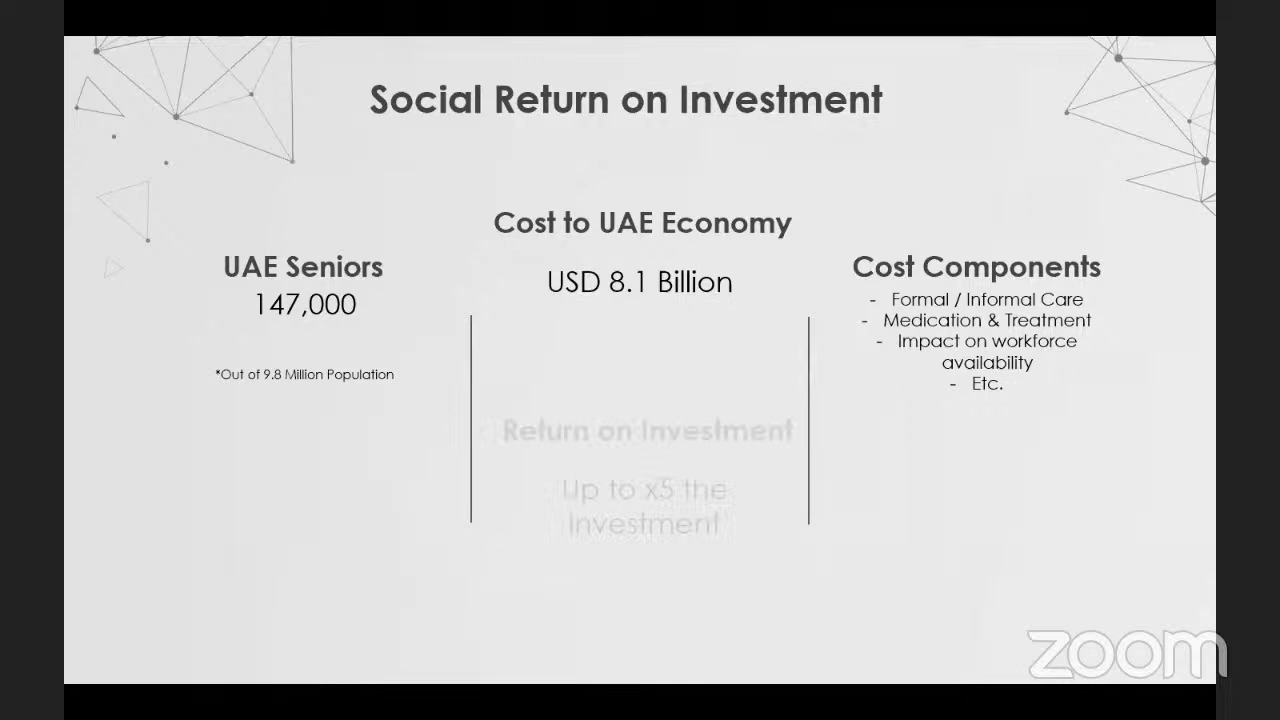 Social Return on Investment
Cost to UAE Economy
USD 8.1 Billion
UAE Seniors
147,000
*Out of 9.8 Million Population
Cost Components
- Formal / Informal Care
- Medication & Treatment
- Impact on workforce
availability
- Etc.
Return on Investment
Up to x5 the
Investment
zoom